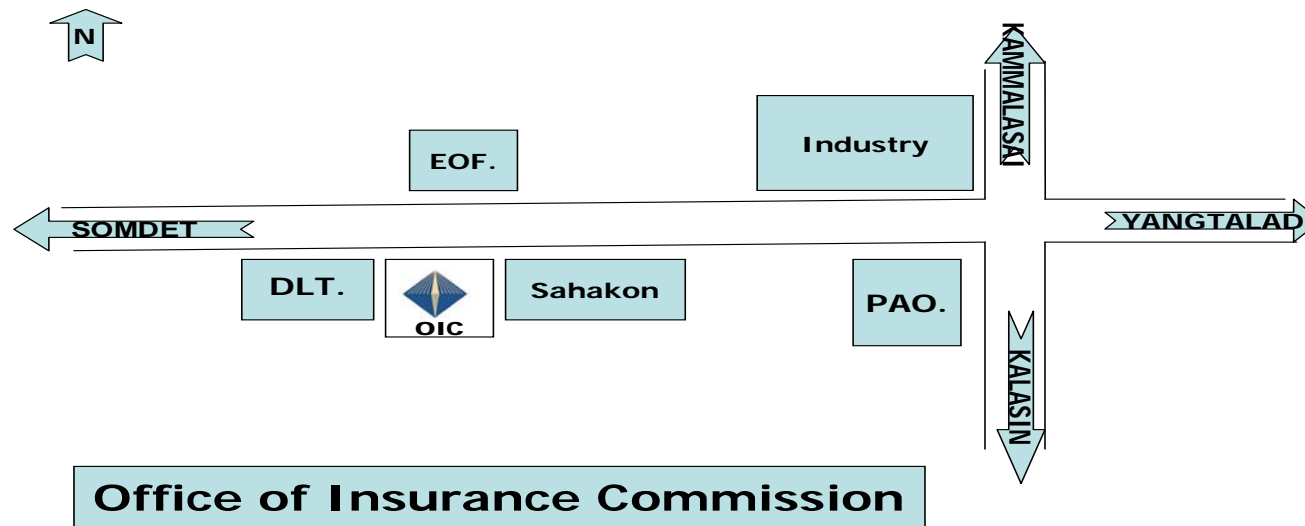 N
KAMMALASAI
Industry
EOF.
SOMDET
YANGTALAD
DLT.
OIC
Sahakon
PAO.
KALASIN
Office of Insurance Commission